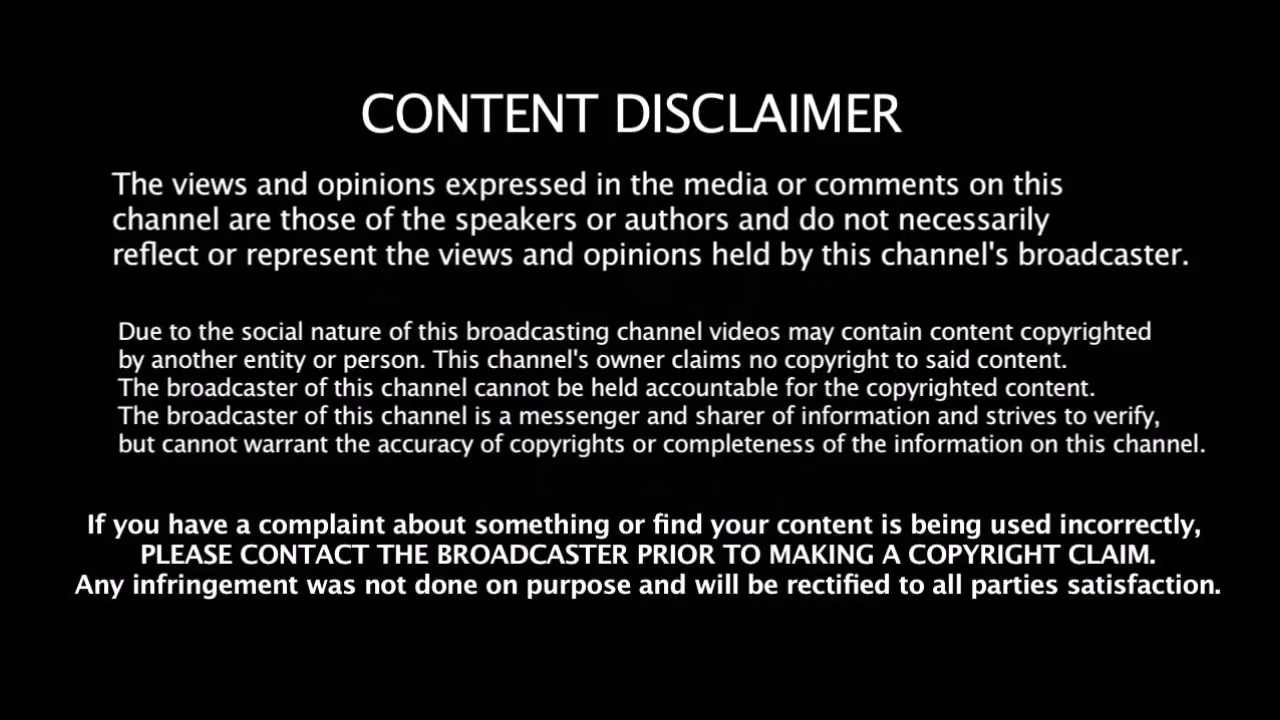 CONTENT DISCLAIMER
The views and opinions expressed in the media or comments on this
channel are those of the speakers or authors and do not necessarily
reflect or represent the views and opinions held by this channel's broadcaster.
Due to the social nature of this broadcasting channel videos may contain content copyrighted
by another entity or person. This channel's owner claims no copyright to said content.
The broadcaster of this channel cannot be held accountable for the copyrighted content.
The broadcaster of this channel is a messenger and sharer of information and strives to verify,
but cannot warrant the accuracy of copyrights or completeness of the information on this channel.
If you have a complaint about something or find your content is being used incorrectly,
PLEASE CONTACT THE BROADCASTER PRIOR TO MAKING A COPYRIGHT CLAIM.
Any infringement was not done on purpose and will be rectified to all parties satisfaction.